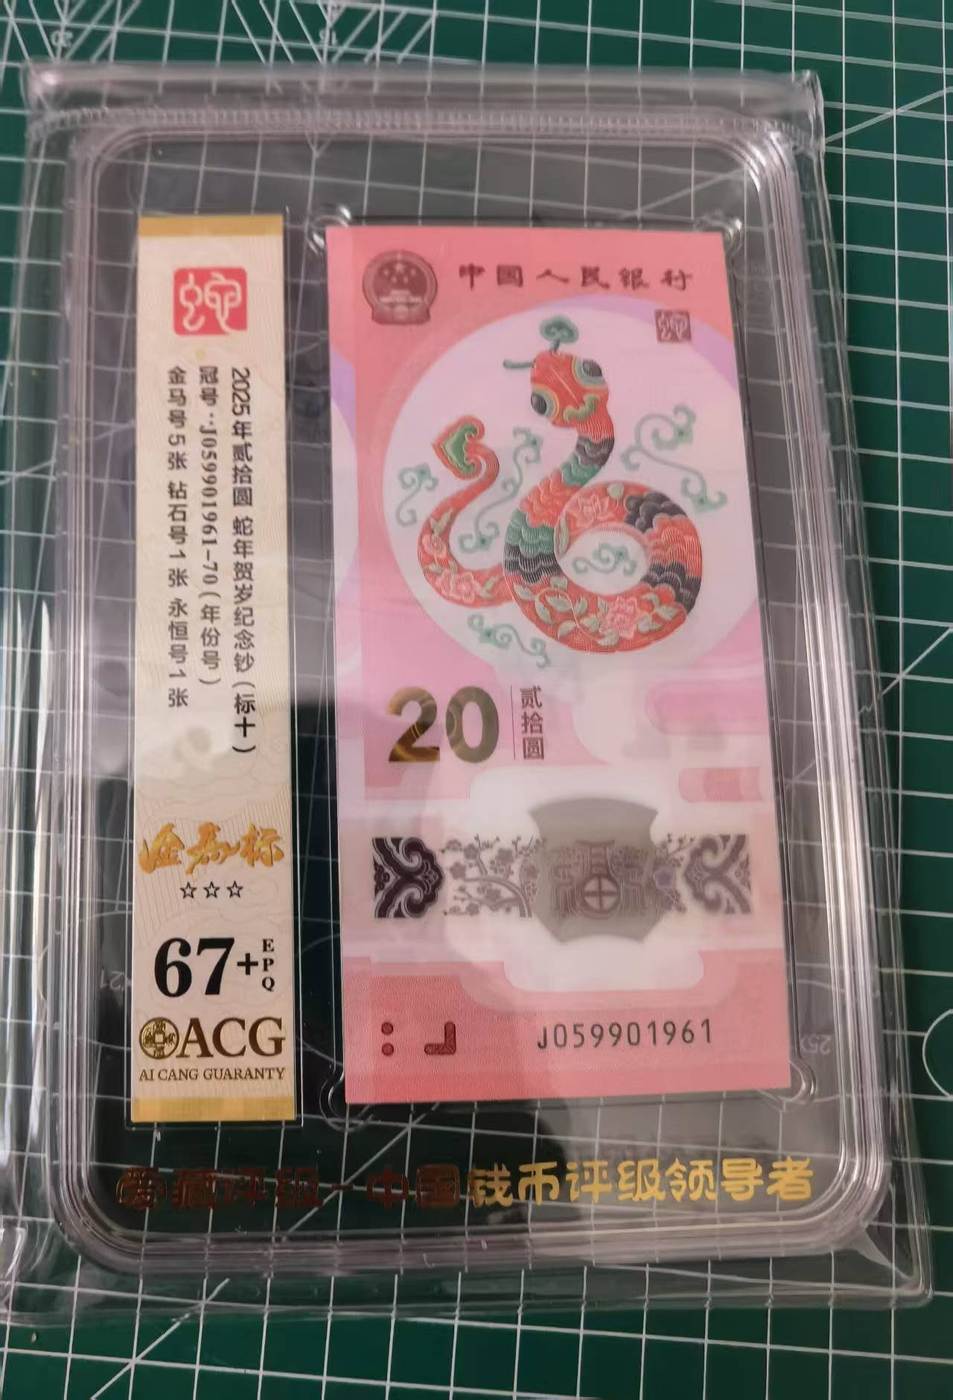 蛇
2025年贰拾圆 蛇年贺岁纪念钞(标十)
冠号:J059901961-70(年份号)
金马号5张 钻石号1张 永恒号1张
金标
☆☆☆
67+EPQ
ACG
AI CANG GUARANTY
中国人民银行
蛇
20
贰拾圆
福
J059901961
爱藏评级-中国钱币评级领导者